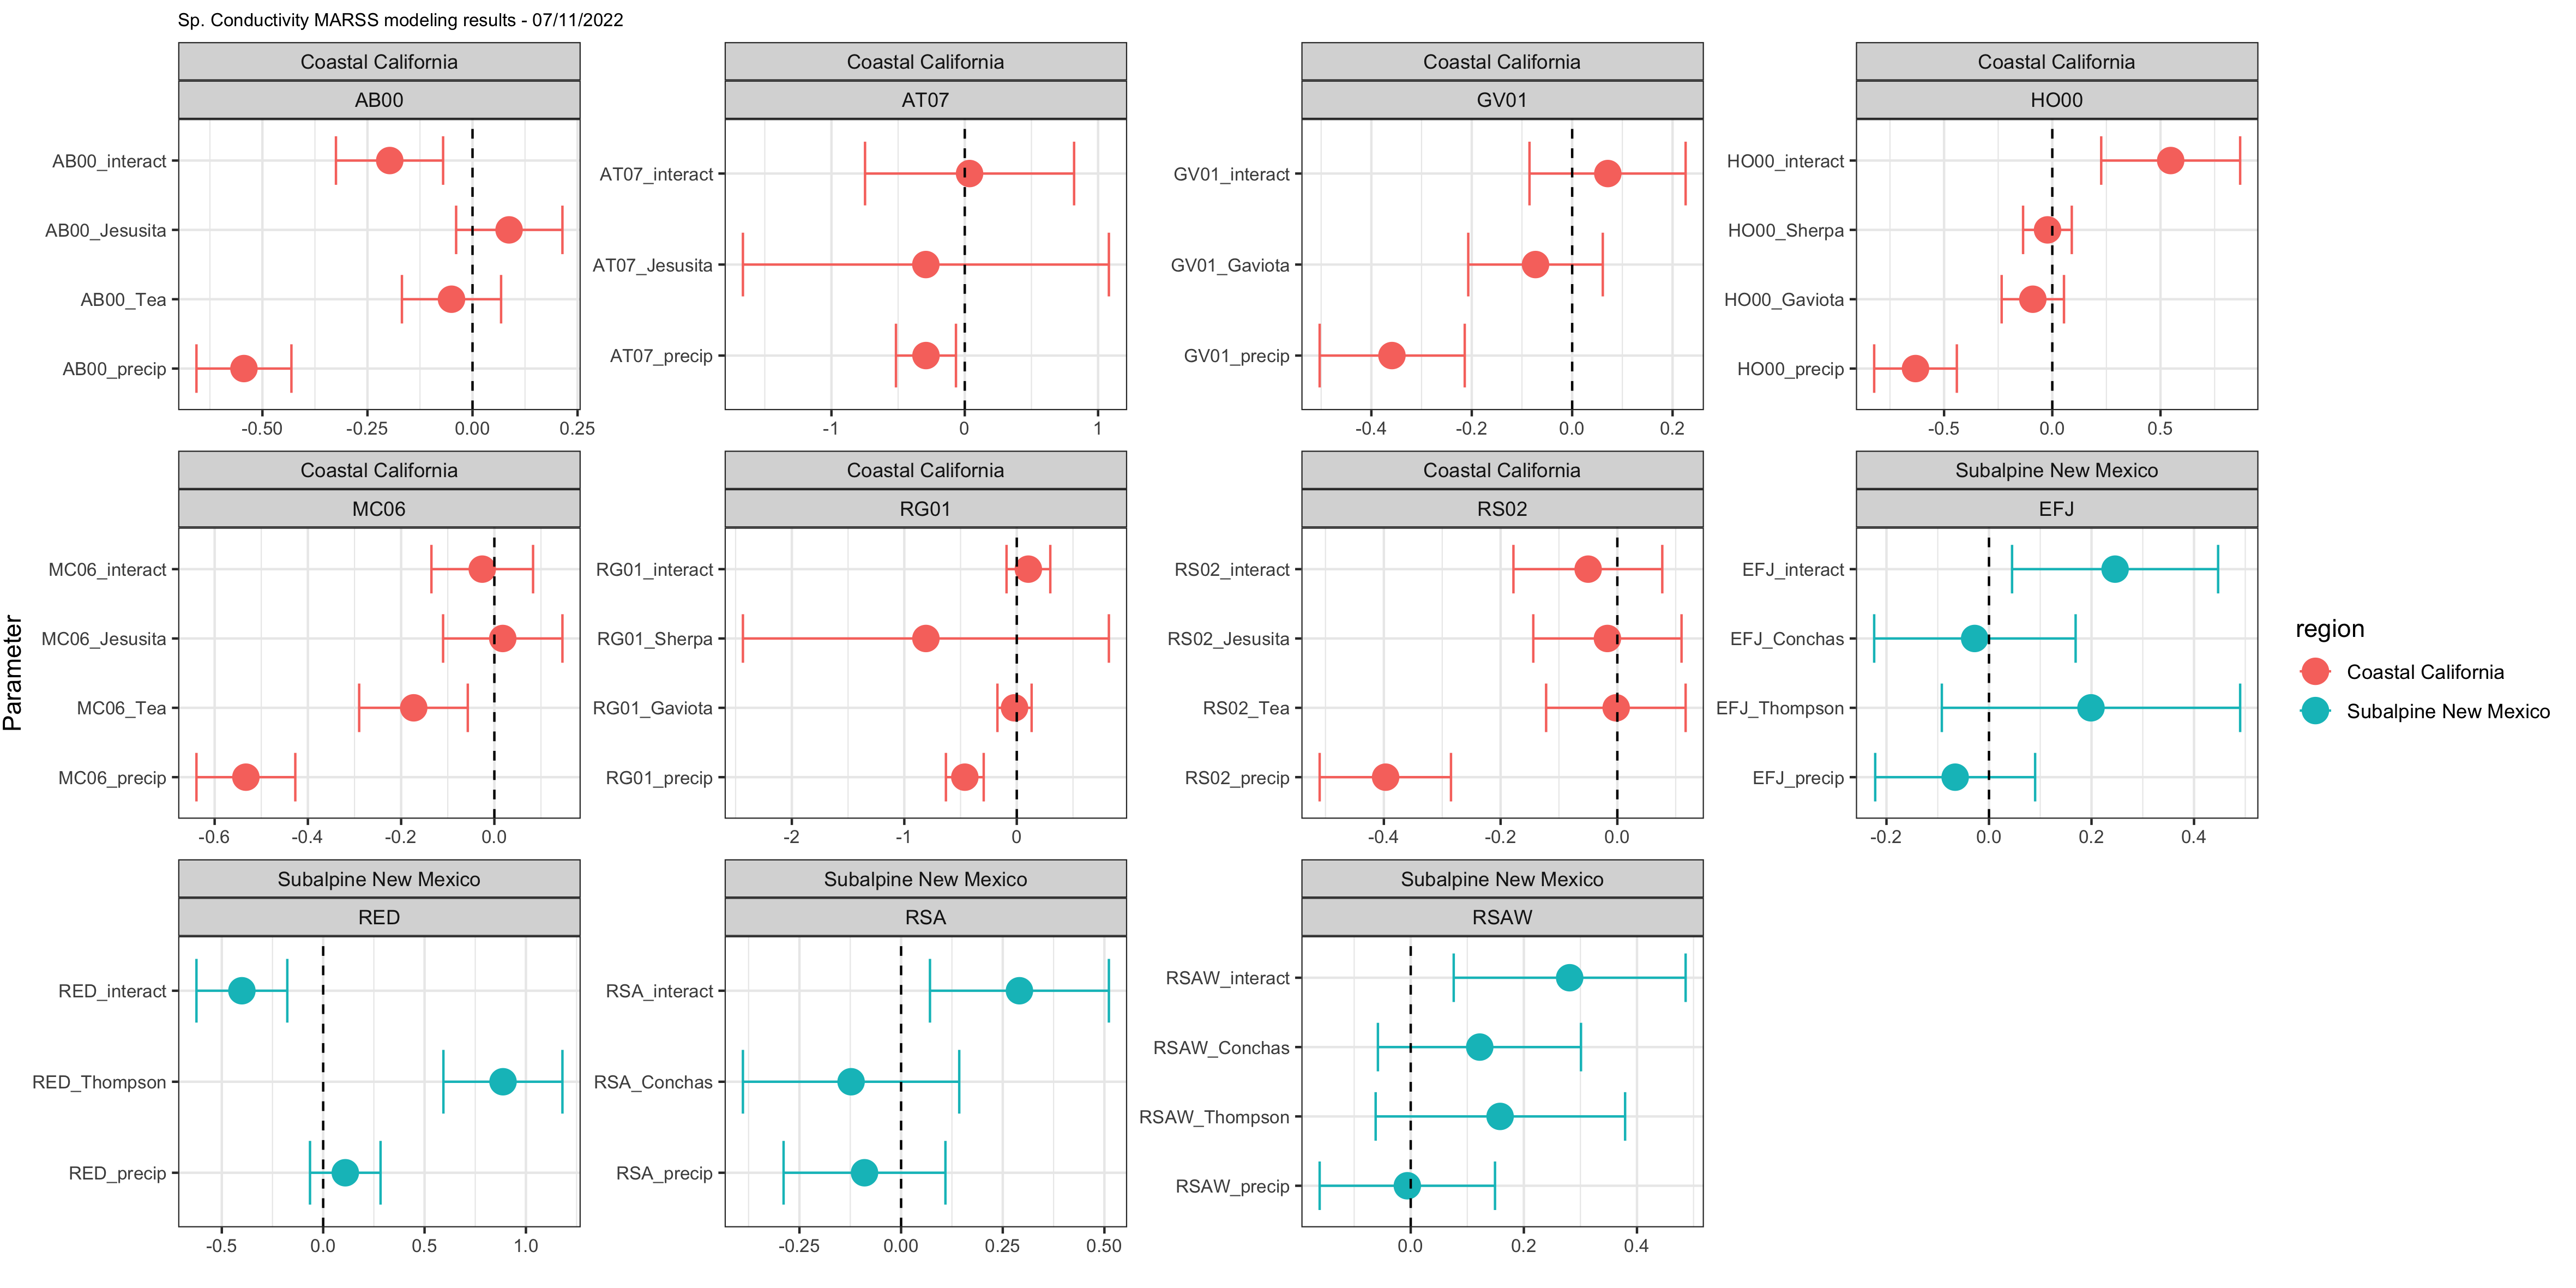 Sp. Conductivity MARSS modeling results - 07/11/2022
Coastal California
AB00
AB00_interact
AB00_Jesusita
AB00_Tea
AB00_precip
-0.50 -0.25 0.00 0.25
Coastal California
AT07
AT07_interact
AT07_Jesusita
AT07_precip
-1 0 1
Coastal California
GV01
GV01_interact
GV01_Gaviota
GV01_precip
-0.4 -0.2 0.0 0.2
Coastal California
HO00
HO00_interact
HO00_Sherpa
HO00_Gaviota
HO00_precip
-0.5 0.0 0.5
Parameter
Coastal California
MC06
MC06_interact
MC06_Jesusita
MC06_Tea
MC06_precip
-0.6 -0.4 -0.2 0.0
Coastal California
RG01
RG01_interact
RG01_Sherpa
RG01_Gaviota
RG01_precip
-2 -1 0
Coastal California
RS02
RS02_interact
RS02_Jesusita
RS02_Tea
RS02_precip
-0.4 -0.2 0.0
Subalpine New Mexico
EFJ
EFJ_interact
EFJ_Conchas
EFJ_Thompson
EFJ_precip
-0.2 0.0 0.2 0.4
region
Coastal California
Subalpine New Mexico
Subalpine New Mexico
RED
RED_interact
RED_Thompson
RED_precip
-0.5 0.0 0.5 1.0
Subalpine New Mexico
RSA
RSA_interact
RSA_Conchas
RSA_precip
-0.25 0.00 0.25 0.50
Subalpine New Mexico
RSAW
RSAW_interact
RSAW_Conchas
RSAW_Thompson
RSAW_precip
0.0 0.2 0.4